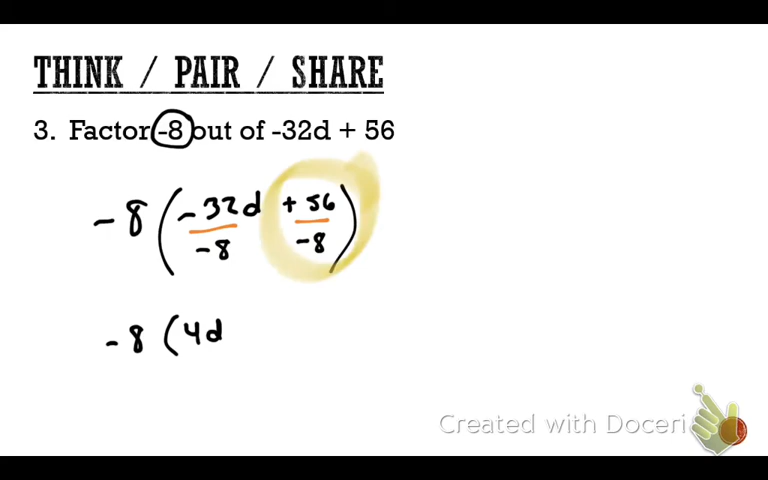 THINK / PAIR / SHARE
3. Factor -8 out of -32d + 56
-8 ( -32d/-8 + 56/-8 )
-8 (4d
Created with Doceri